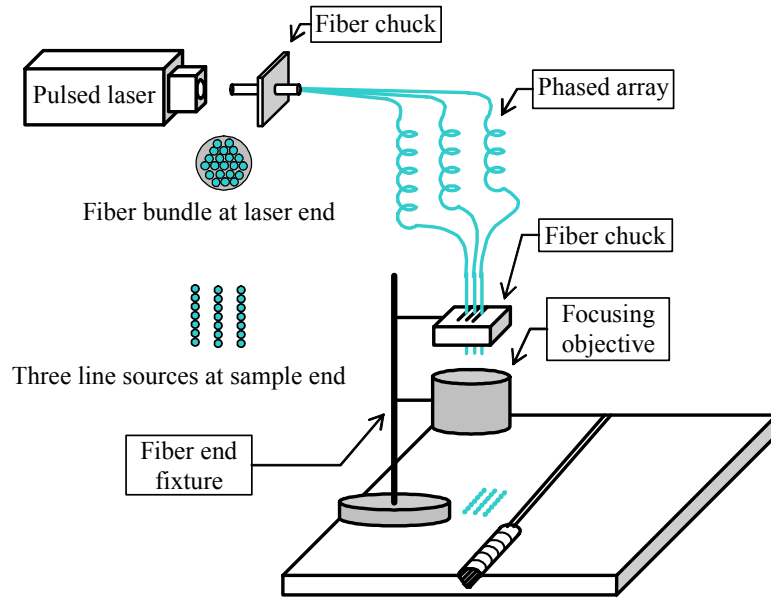 Fiber chuck
Pulsed laser
Phased array
Fiber bundle at laser end
Fiber chuck
Focusing
objective
Three line sources at sample end
Fiber end
fixture